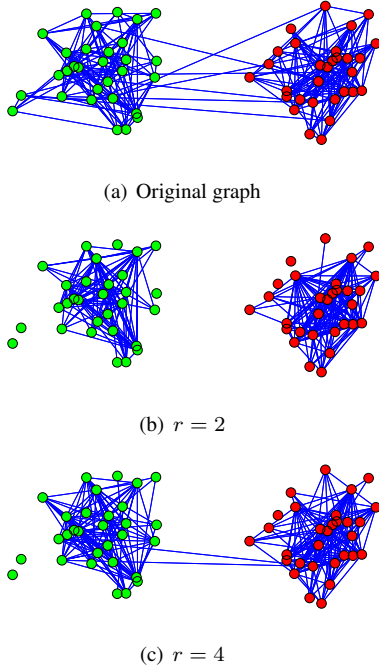 (a) Original graph
(b) r = 2
(c) r = 4